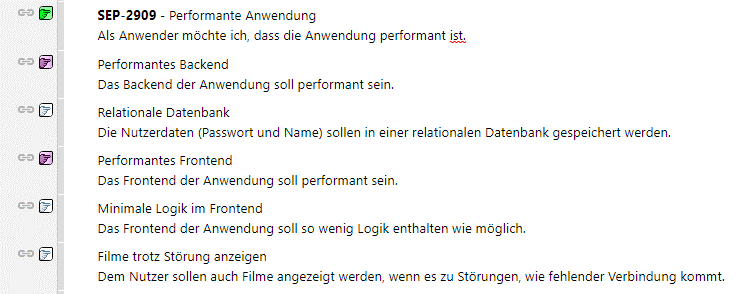 SEP-2909 - Performante Anwendung
Als Anwender möchte ich, dass die Anwendung performant ist.
Performantes Backend
Das Backend der Anwendung soll performant sein.
Relationale Datenbank
Die Nutzerdaten (Passwort und Name) sollen in einer relationalen Datenbank gespeichert werden.
Performantes Frontend
Das Frontend der Anwendung soll performant sein.
Minimale Logik im Frontend
Das Frontend der Anwendung soll so wenig Logik enthalten wie möglich.
Filme trotz Störung anzeigen
Dem Nutzer sollen auch Filme angezeigt werden, wenn es zu Störungen, wie fehlender Verbindung kommt.